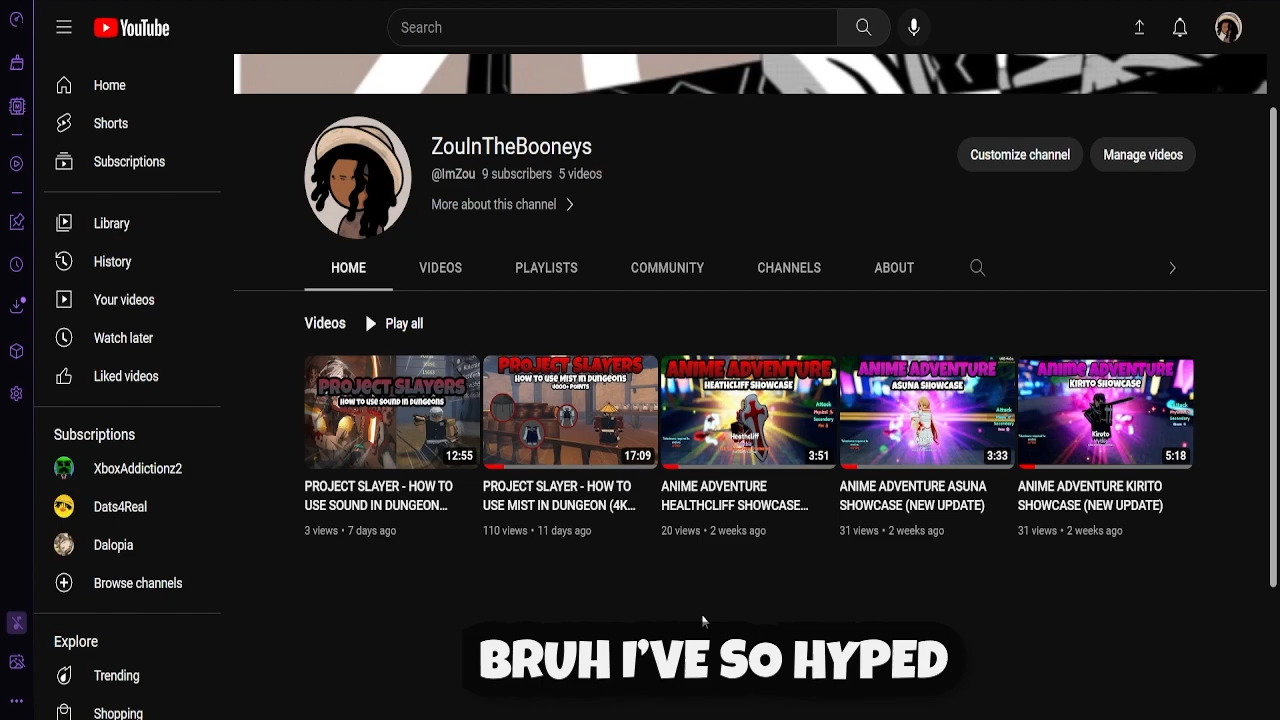 YouTube
Search
Home
Shorts
Subscriptions
Library
History
Your videos
Watch later
Liked videos
Subscriptions
XboxAddictionz2
Dats4Real
Dalopia
Browse channels
Explore
Trending
Shopping
ZouInTheBooneys
@ImZou 9 subscribers 5 videos
More about this channel
Customize channel
Manage videos
HOME VIDEOS PLAYLISTS COMMUNITY CHANNELS ABOUT
Videos Play all
PROJECT SLAYERS
HOW TO USE SOUND IN DUNGEONS
12:55
PROJECT SLAYERS
HOW TO USE MIST IN DUNGEONS
4000+ POINTS
17:09
ANIME ADVENTURE
HEATHCLIFF SHOWCASE
Attack
Heathcliff
3:51
ANIME ADVENTURE
ASUNA SHOWCASE
Attack
3:33
ANIME ADVENTURE
KIRITO SHOWCASE
Attack
Kireto
5:18
PROJECT SLAYER - HOW TO
USE SOUND IN DUNGEON...
3 views • 7 days ago
PROJECT SLAYER - HOW TO
USE MIST IN DUNGEON (4K...
110 views • 11 days ago
ANIME ADVENTURE
HEALTHCLIFF SHOWCASE...
20 views • 2 weeks ago
ANIME ADVENTURE ASUNA
SHOWCASE (NEW UPDATE)
31 views • 2 weeks ago
ANIME ADVENTURE KIRITO
SHOWCASE (NEW UPDATE)
31 views • 2 weeks ago
BRUH I'VE SO HYPED